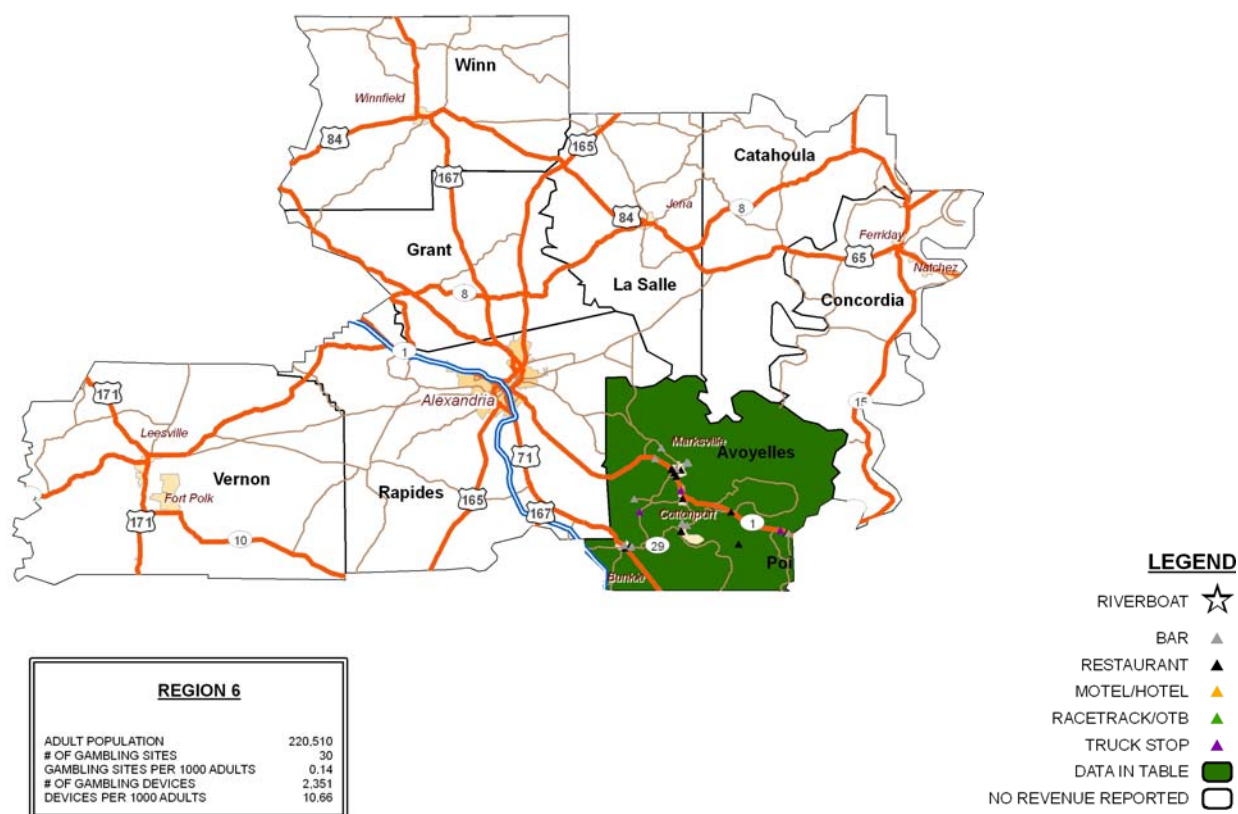 Winn
Winnfield
84
165
167
Catahoula
Jena
84
8
Grant
Ferriday
65
Natchez
La Salle
8
Concordia
1
171
Alexandria
15
Leesville
Marksville
Avoyelles
71
Vernon
Rapides
Fort Polk
165
Cottonport
171
167
1
10
29
Poi
Bunkie
LEGEND
RIVERBOAT
BAR
RESTAURANT
MOTEL/HOTEL
RACETRACK/OTB
TRUCK STOP
DATA IN TABLE
NO REVENUE REPORTED
REGION 6
ADULT POPULATION 220,510
# OF GAMBLING SITES 30
GAMBLING SITES PER 1000 ADULTS 0.14
# OF GAMBLING DEVICES 2,351
DEVICES PER 1000 ADULTS 10.66